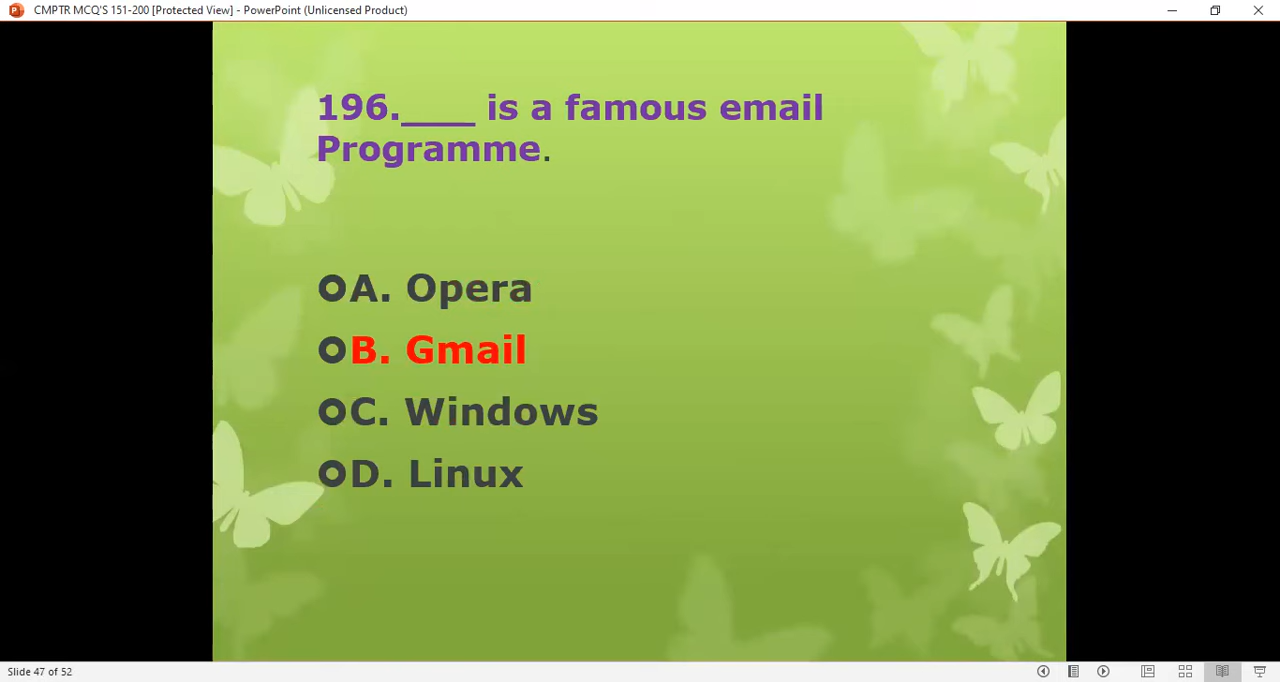 CMPTR MCQ'S 151-200 [Protected View] - PowerPoint (Unlicensed Product)
196.____ is a famous email
Programme.
A. Opera
B. Gmail
C. Windows
D. Linux
Slide 47 of 52